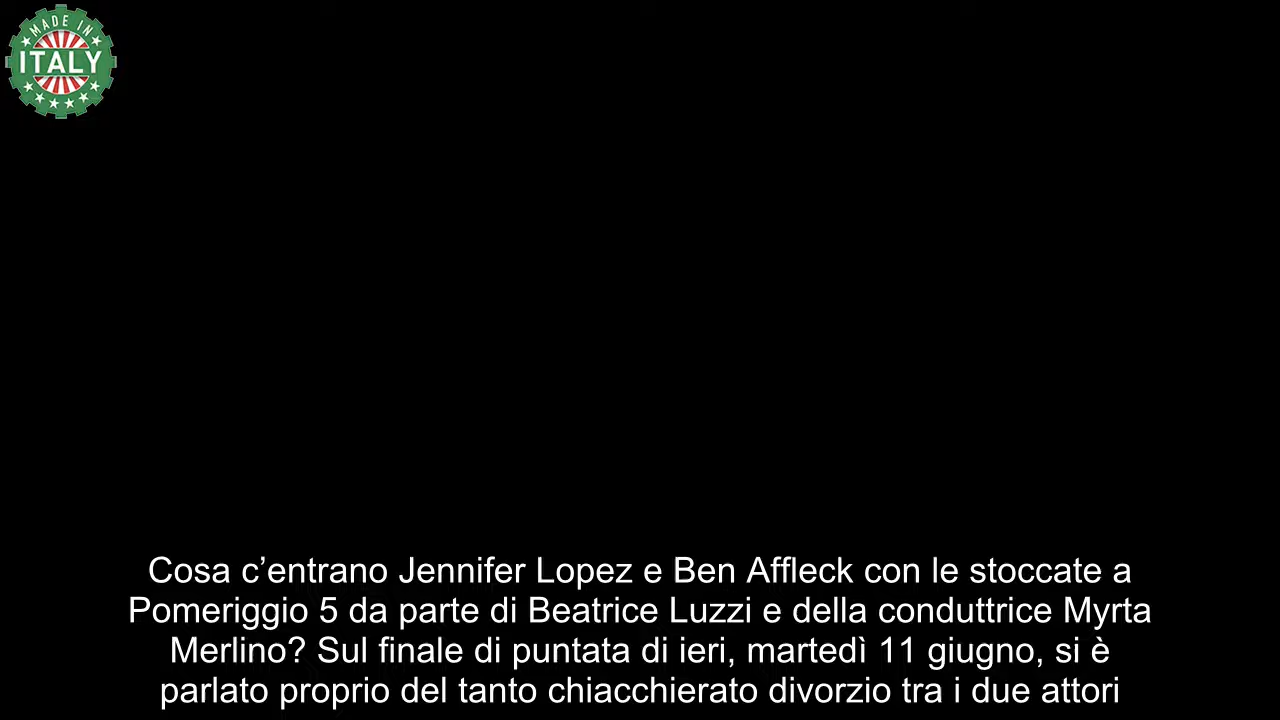 MADE IN
ITALY
Cosa c’entrano Jennifer Lopez e Ben Affleck con le stoccate a
Pomeriggio 5 da parte di Beatrice Luzzi e della conduttrice Myrta
Merlino? Sul finale di puntata di ieri, martedì 11 giugno, si è
parlato proprio del tanto chiacchierato divorzio tra i due attori